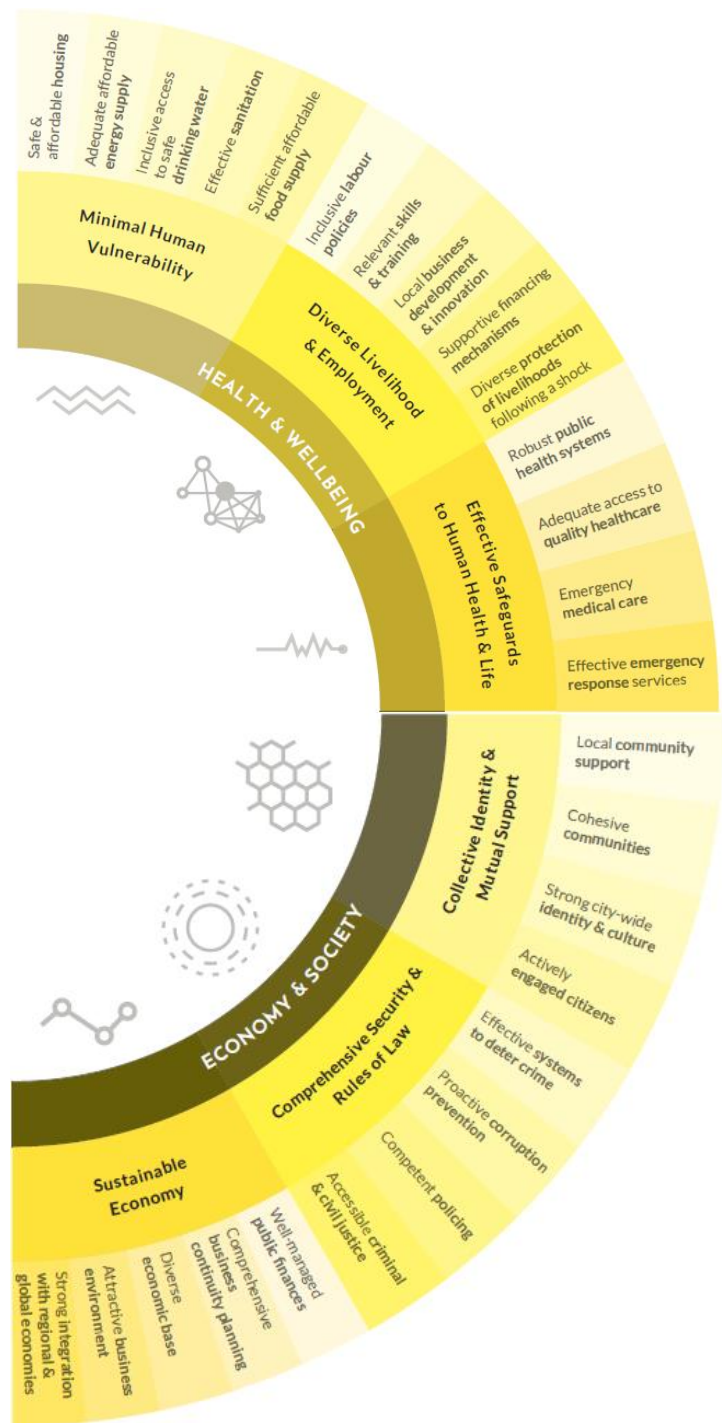 Safe &
affordable housing
Adequate affordable
energy supply
Inclusive access
to safe
drinking water
Effective sanitation
Sufficient affordable
food supply
Minimal Human
Vulnerability
Inclusive labour
policies
Relevant skills
& training
Local business
development
& innovation
Supportive financing
mechanisms
Diverse protection
of livelihoods
following a shock
Diverse Livelihood
& Employment
HEALTH & WELLBEING
Robust public
health systems
Adequate access to
quality healthcare
Emergency
medical care
Effective emergency
response services
Effective Safeguards
to Human Health & Life
Local community
support
Cohesive
communities
Strong city-wide
identity & culture
Actively
engaged citizens
Collective Identity &
Mutual Support
ECONOMY & SOCIETY
Effective systems
to deter crime
Proactive corruption
prevention
Competent policing
Accessible criminal
& civil justice
Comprehensive Security &
Rules of Law
Sustainable
Economy
Well-managed
public finances
Comprehensive
business
continuity planning
Diverse
economic base
Attractive business
environment
Strong integration
with regional &
global economies